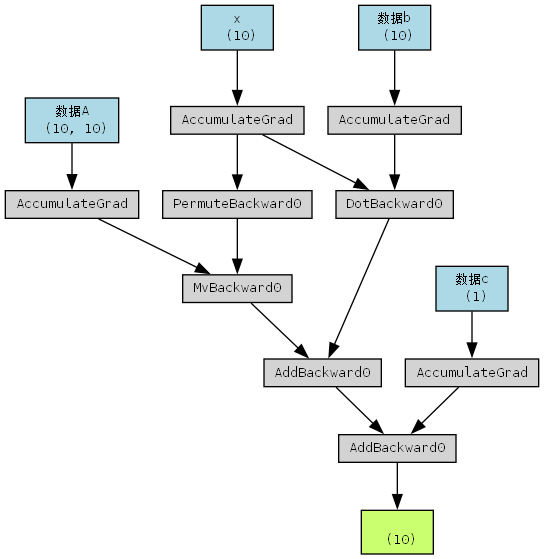 x
(10)
数据b
(10)
数据A
(10, 10)
AccumulateGrad
AccumulateGrad
AccumulateGrad
PermuteBackward0
DotBackward0
MvBackward0
数据c
(1)
AddBackward0
AccumulateGrad
AddBackward0
(10)